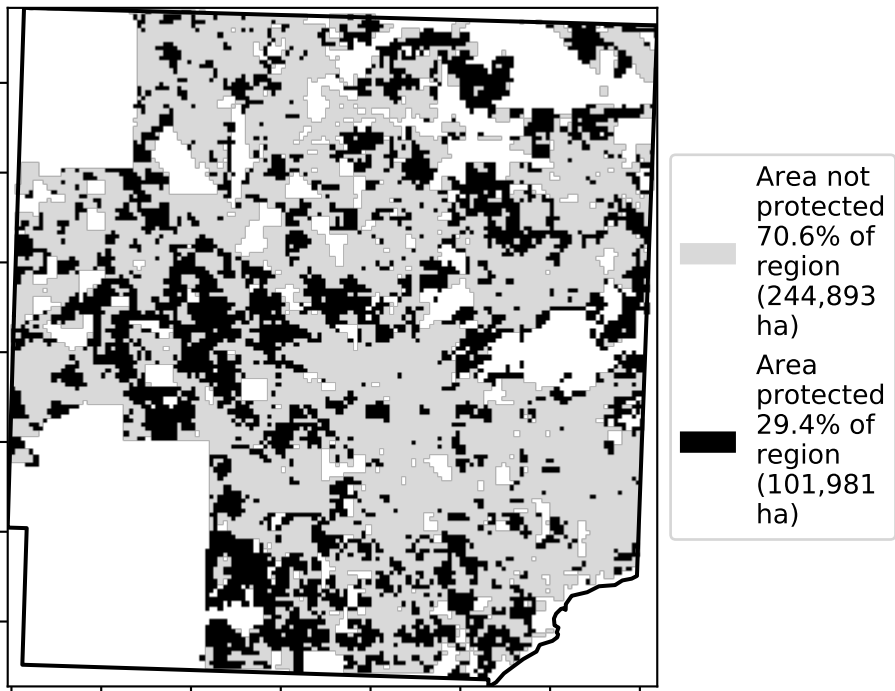 Area not
protected
70.6% of
region
(244,893
ha)
Area
protected
29.4% of
region
(101,981
ha)